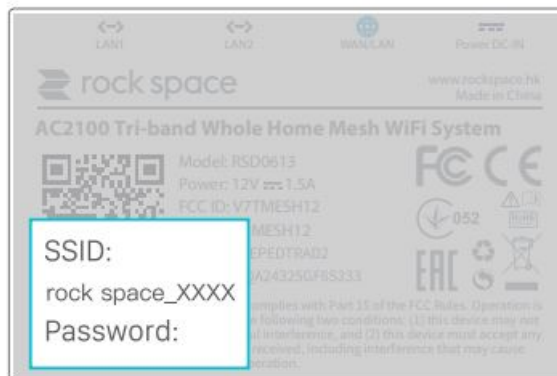 LAN1 LAN2 WAN/LAN Power DC-IN
rock space
www.rockspace.hk
Made in China
AC2100 Tri-band Whole Home Mesh WiFi System
Model: RSD0613
Power: 12V 1.5A
FCC ID: V7TMESH12
MESH12
052
SSID:
rock space_XXXX
Password:
complies with Part 15 of the FCC Rules. Operation is
following two conditions: (1) this device may not
interference, and (2) this device must accept any
received, including interference that may cause
operation.